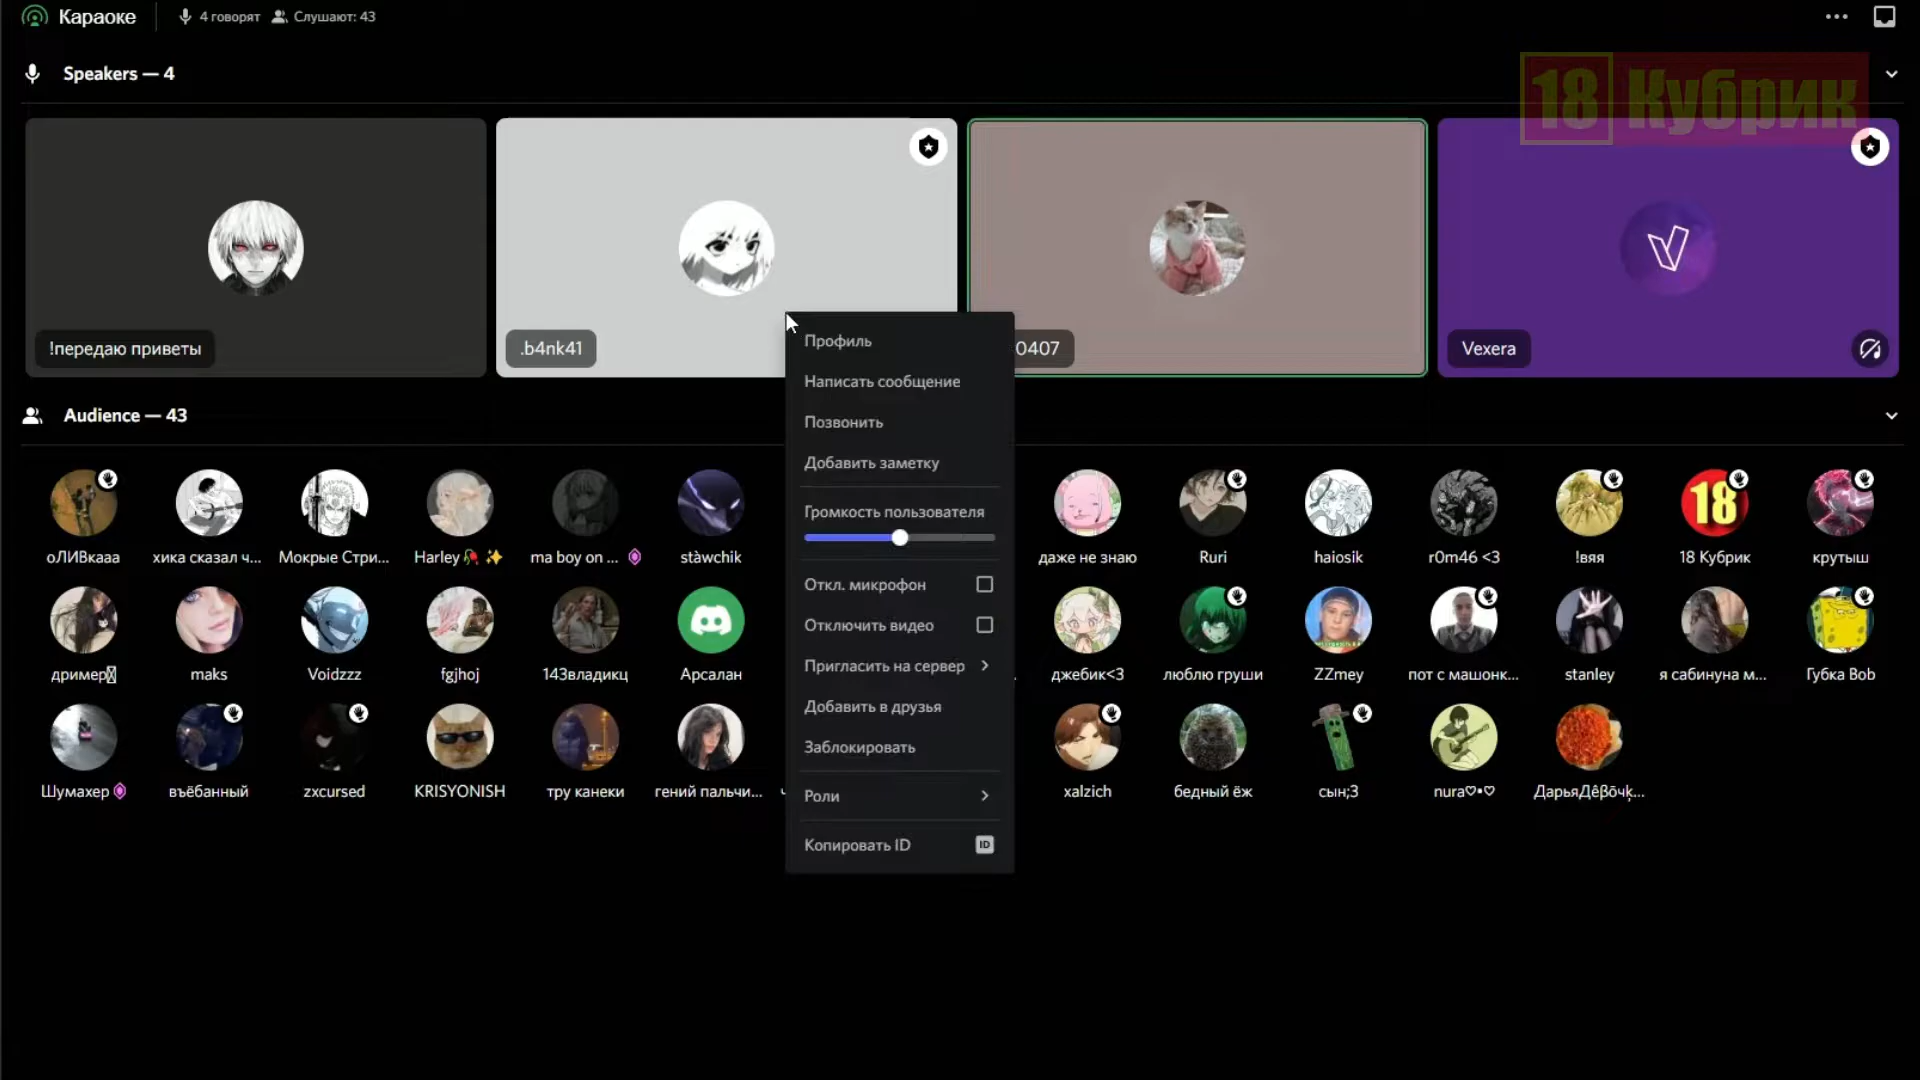 Караоке
4 говорят
Слушают: 43
Speakers — 4
18 Кубрик
!передаю приветы
.b4nk41
0407
Vexera
Профиль
Написать сообщение
Позвонить
Добавить заметку
Громкость пользователя
Откл. микрофон
Отключить видео
Пригласить на сервер
Добавить в друзья
Заблокировать
Роли
Копировать ID
ID
Audience — 43
оЛИВкааа
хика сказал ч...
Мокрые Стри...
Harley
ma boy on ...
stàwchik
даже не знаю
Ruri
haiosik
r0m46 <3
!вяя
18
18 Кубрик
крутыш
дример
maks
Voidzzz
fgjhoj
143владикц
Арсалан
джебик<3
люблю груши
ZZmey
пот с машонк...
stanley
я сабинуна м...
Губка Bob
Шумахер
въёбанный
zxcursed
KRISYONISH
тру канеки
гений пальчи...
xalzich
бедный ёж
сын;3
nura♡•♡